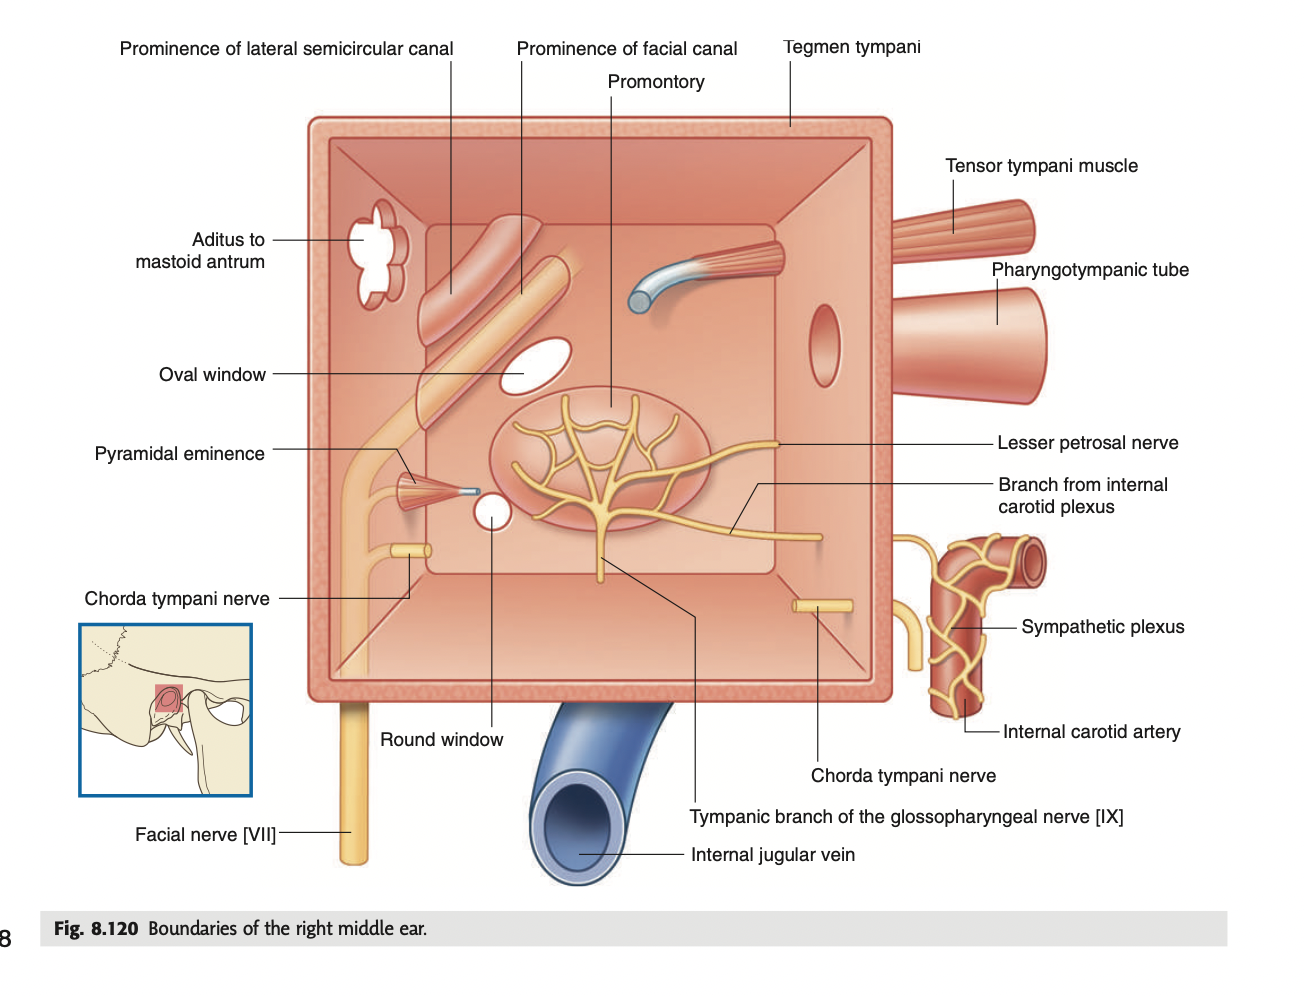 Prominence of lateral semicircular canal
Prominence of facial canal
Tegmen tympani
Promontory
Tensor tympani muscle
Aditus to
mastoid antrum
Pharyngotympanic tube
Oval window
Pyramidal eminence
Lesser petrosal nerve
Branch from internal
carotid plexus
Chorda tympani nerve
Sympathetic plexus
Round window
Internal carotid artery
Chorda tympani nerve
Tympanic branch of the glossopharyngeal nerve [IX]
Facial nerve [VII]
Internal jugular vein
8
Fig. 8.120 Boundaries of the right middle ear.